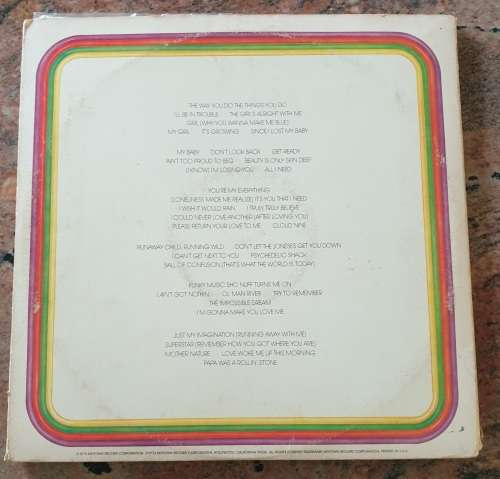 THE WAY YOU DO THE THINGS YOU DO
I'LL BE IN TROUBLE THE GIRL'S ALRIGHT WITH ME
GIRL (WHY YOU WANNA MAKE ME BLUE)
MY GIRL IT'S GROWING SINCE I LOST MY BABY
MY BABY DON'T LOOK BACK GET READY
AIN'T TOO PROUD TO BEG BEAUTY IS ONLY SKIN DEEP
(I KNOW) I'M LOSING YOU ALL I NEED
YOU'RE MY EVERYTHING
(LONELINESS MADE ME REALIZE) IT'S YOU THAT I NEED
I WISH IT WOULD RAIN I TRULY, TRULY BELIEVE
I COULD NEVER LOVE ANOTHER (AFTER LOVING YOU)
PLEASE RETURN YOUR LOVE TO ME CLOUD NINE
RUNAWAY CHILD, RUNNING WILD DON'T LET THE JONESES GET YOU DOWN
I CAN'T GET NEXT TO YOU PSYCHEDELIC SHACK
BALL OF CONFUSION (THAT'S WHAT THE WORLD IS TODAY)
FUNKY MUSIC SHO NUFF TURNS ME ON
I AIN'T GOT NOTHIN' OL' MAN RIVER TRY TO REMEMBER
THE IMPOSSIBLE DREAM
I'M GONNA MAKE YOU LOVE ME
JUST MY IMAGINATION (RUNNING AWAY WITH ME)
SUPERSTAR (REMEMBER HOW YOU GOT WHERE YOU ARE)
MOTHER NATURE LOVE WOKE ME UP THIS MORNING
PAPA WAS A ROLLIN' STONE
MOTOWN RECORD CORPORATION